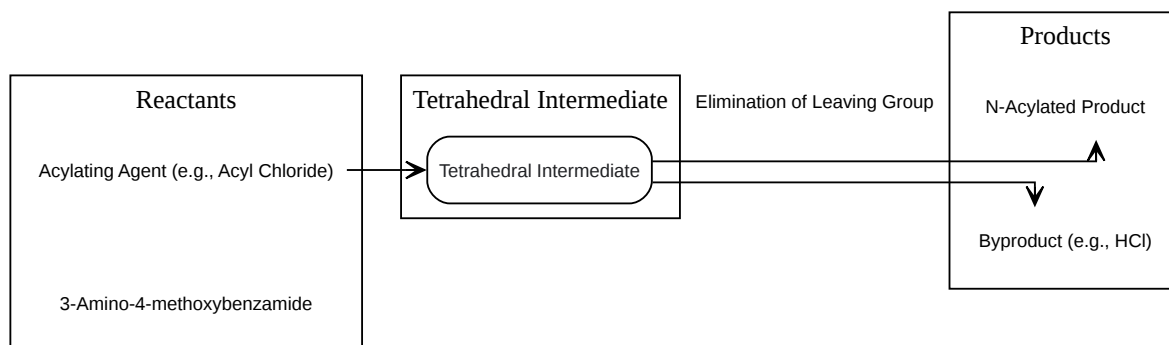 Reactants
Acylating Agent (e.g., Acyl Chloride)
3-Amino-4-methoxybenzamide
Tetrahedral Intermediate
Tetrahedral Intermediate
Elimination of Leaving Group
Products
N-Acylated Product
Byproduct (e.g., HCl)